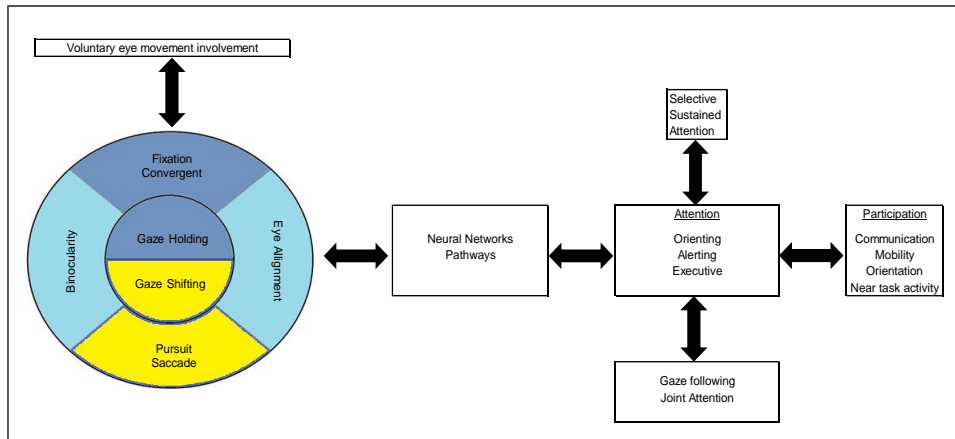 Voluntary eye movement involvement
Fixation
Convergent
Binocularity
Gaze Holding
Gaze Shifting
Eye Allignment
Pursuit
Saccade
Neural Networks
Pathways
Selective
Sustained
Attention
Attention
Orienting
Alerting
Executive
Gaze following
Joint Attention
Participation
Communication
Mobility
Orientation
Near task activity